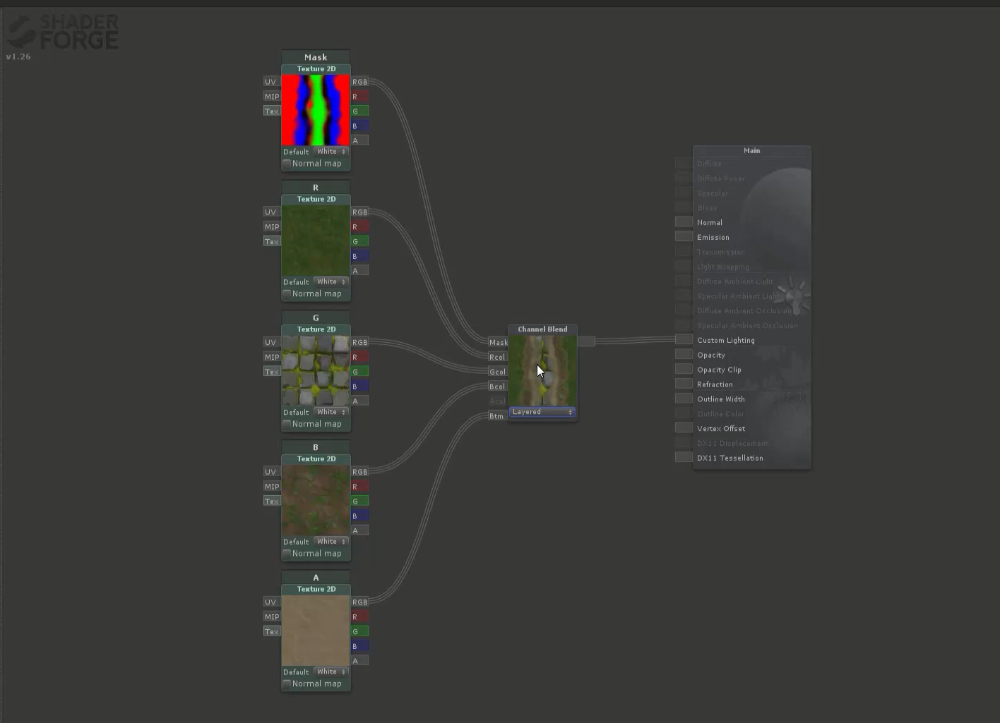 SHADER
FORGE
v1.26
Mask
Texture 2D
UV
RGB
MIP
R
Tex
G
B
A
Default
White
Normal map
R
Texture 2D
UV
RGB
MIP
R
Tex
G
B
A
Default
White
Normal map
G
Texture 2D
UV
RGB
MIP
R
Tex
G
B
A
Default
White
Normal map
B
Texture 2D
UV
RGB
MIP
R
Tex
G
B
A
Default
White
Normal map
A
Texture 2D
UV
RGB
MIP
R
Tex
G
B
A
Default
White
Normal map
Channel Blend
Mask
Rcol
Gcol
Bcol
Acol
Btm
Layered
Main
Diffuse
Diffuse Power
Specular
Gloss
Normal
Emission
Transmission
Light Wrapping
Diffuse Ambient Light
Specular Ambient Light
Diffuse Ambient Occlusion
Specular Ambient Occlusion
Custom Lighting
Opacity
Opacity Clip
Refraction
Outline Width
Outline Color
Vertex Offset
DX11 Displacement
DX11 Tessellation